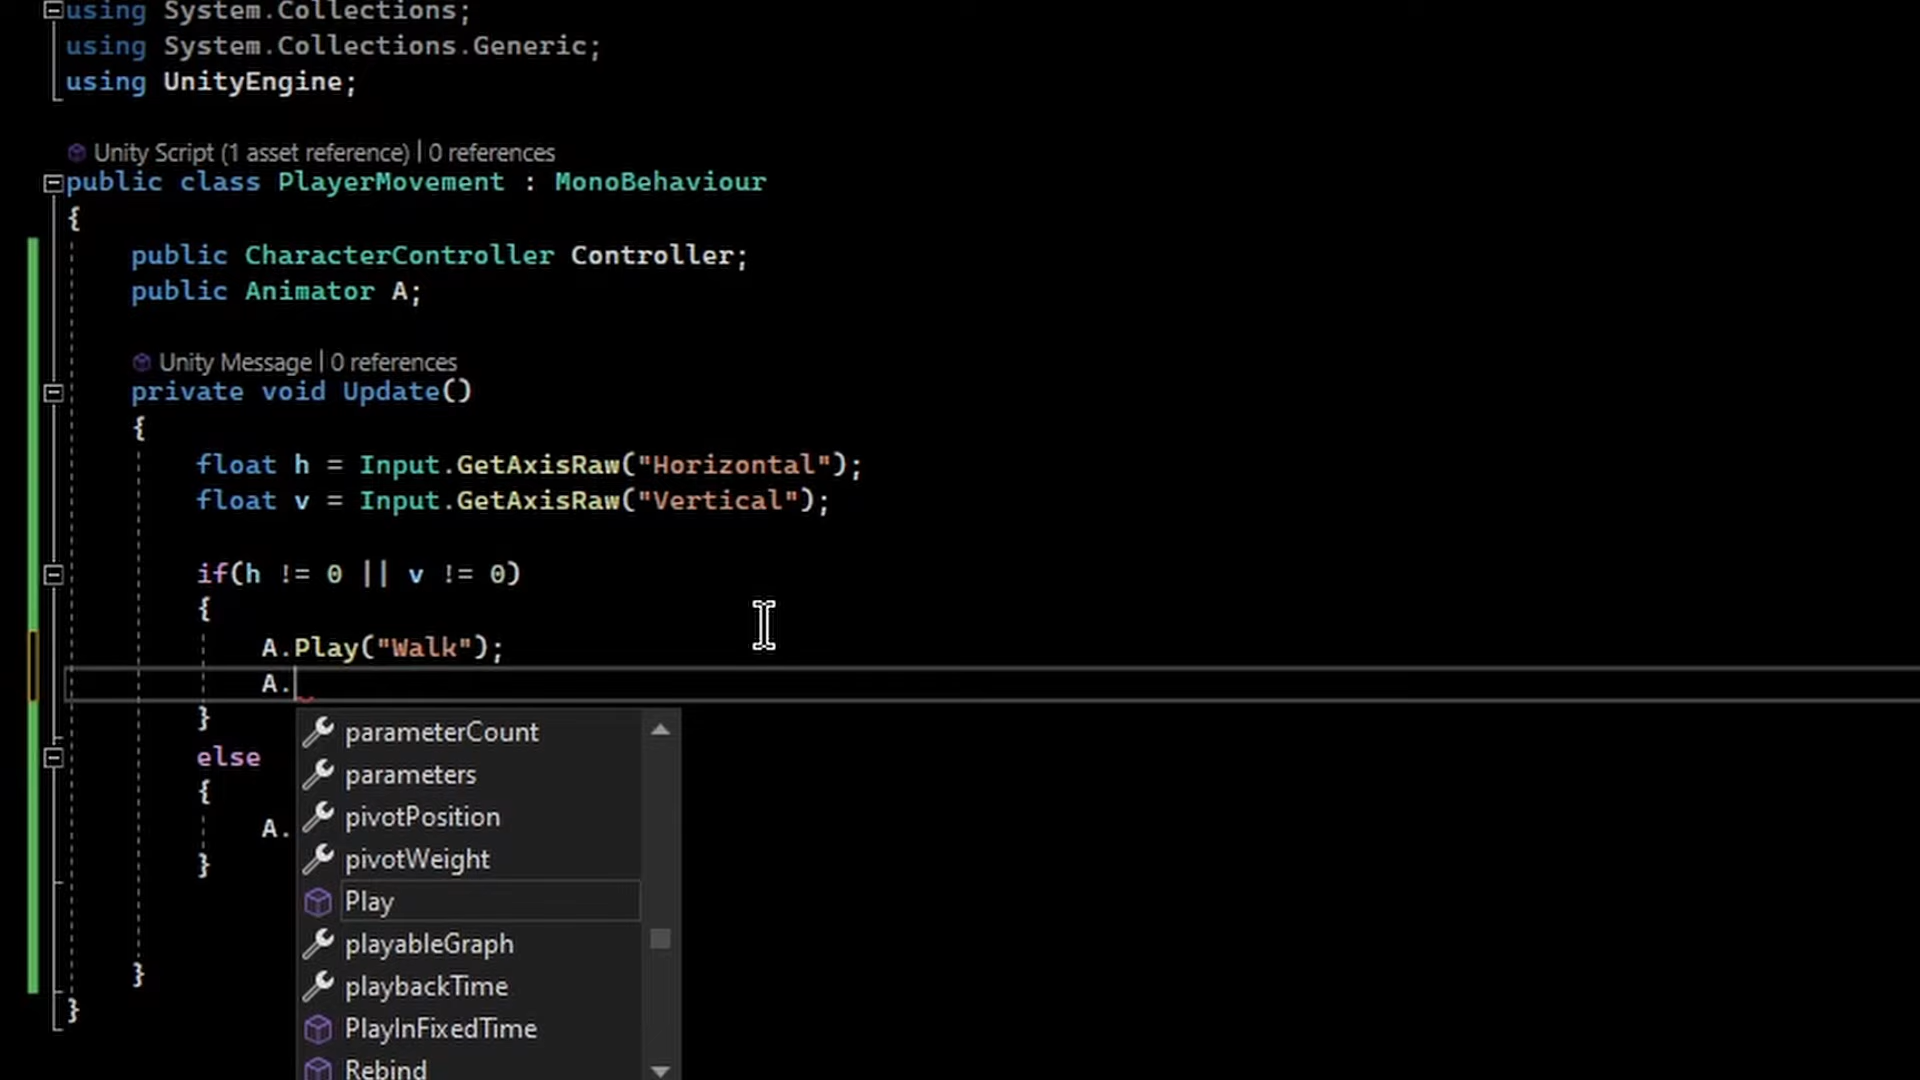 using System.Collections;
using System.Collections.Generic;
using UnityEngine;
Unity Script (1 asset reference) | 0 references
public class PlayerMovement : MonoBehaviour
{
public CharacterController Controller;
public Animator A;
Unity Message | 0 references
private void Update()
{
float h = Input.GetAxisRaw("Horizontal");
float v = Input.GetAxisRaw("Vertical");
if(h != 0 || v != 0)
{
A.Play("Walk");
A.
}
else
{
A.
}
}
}
parameterCount
parameters
pivotPosition
pivotWeight
Play
playableGraph
playbackTime
PlayInFixedTime
Rebind